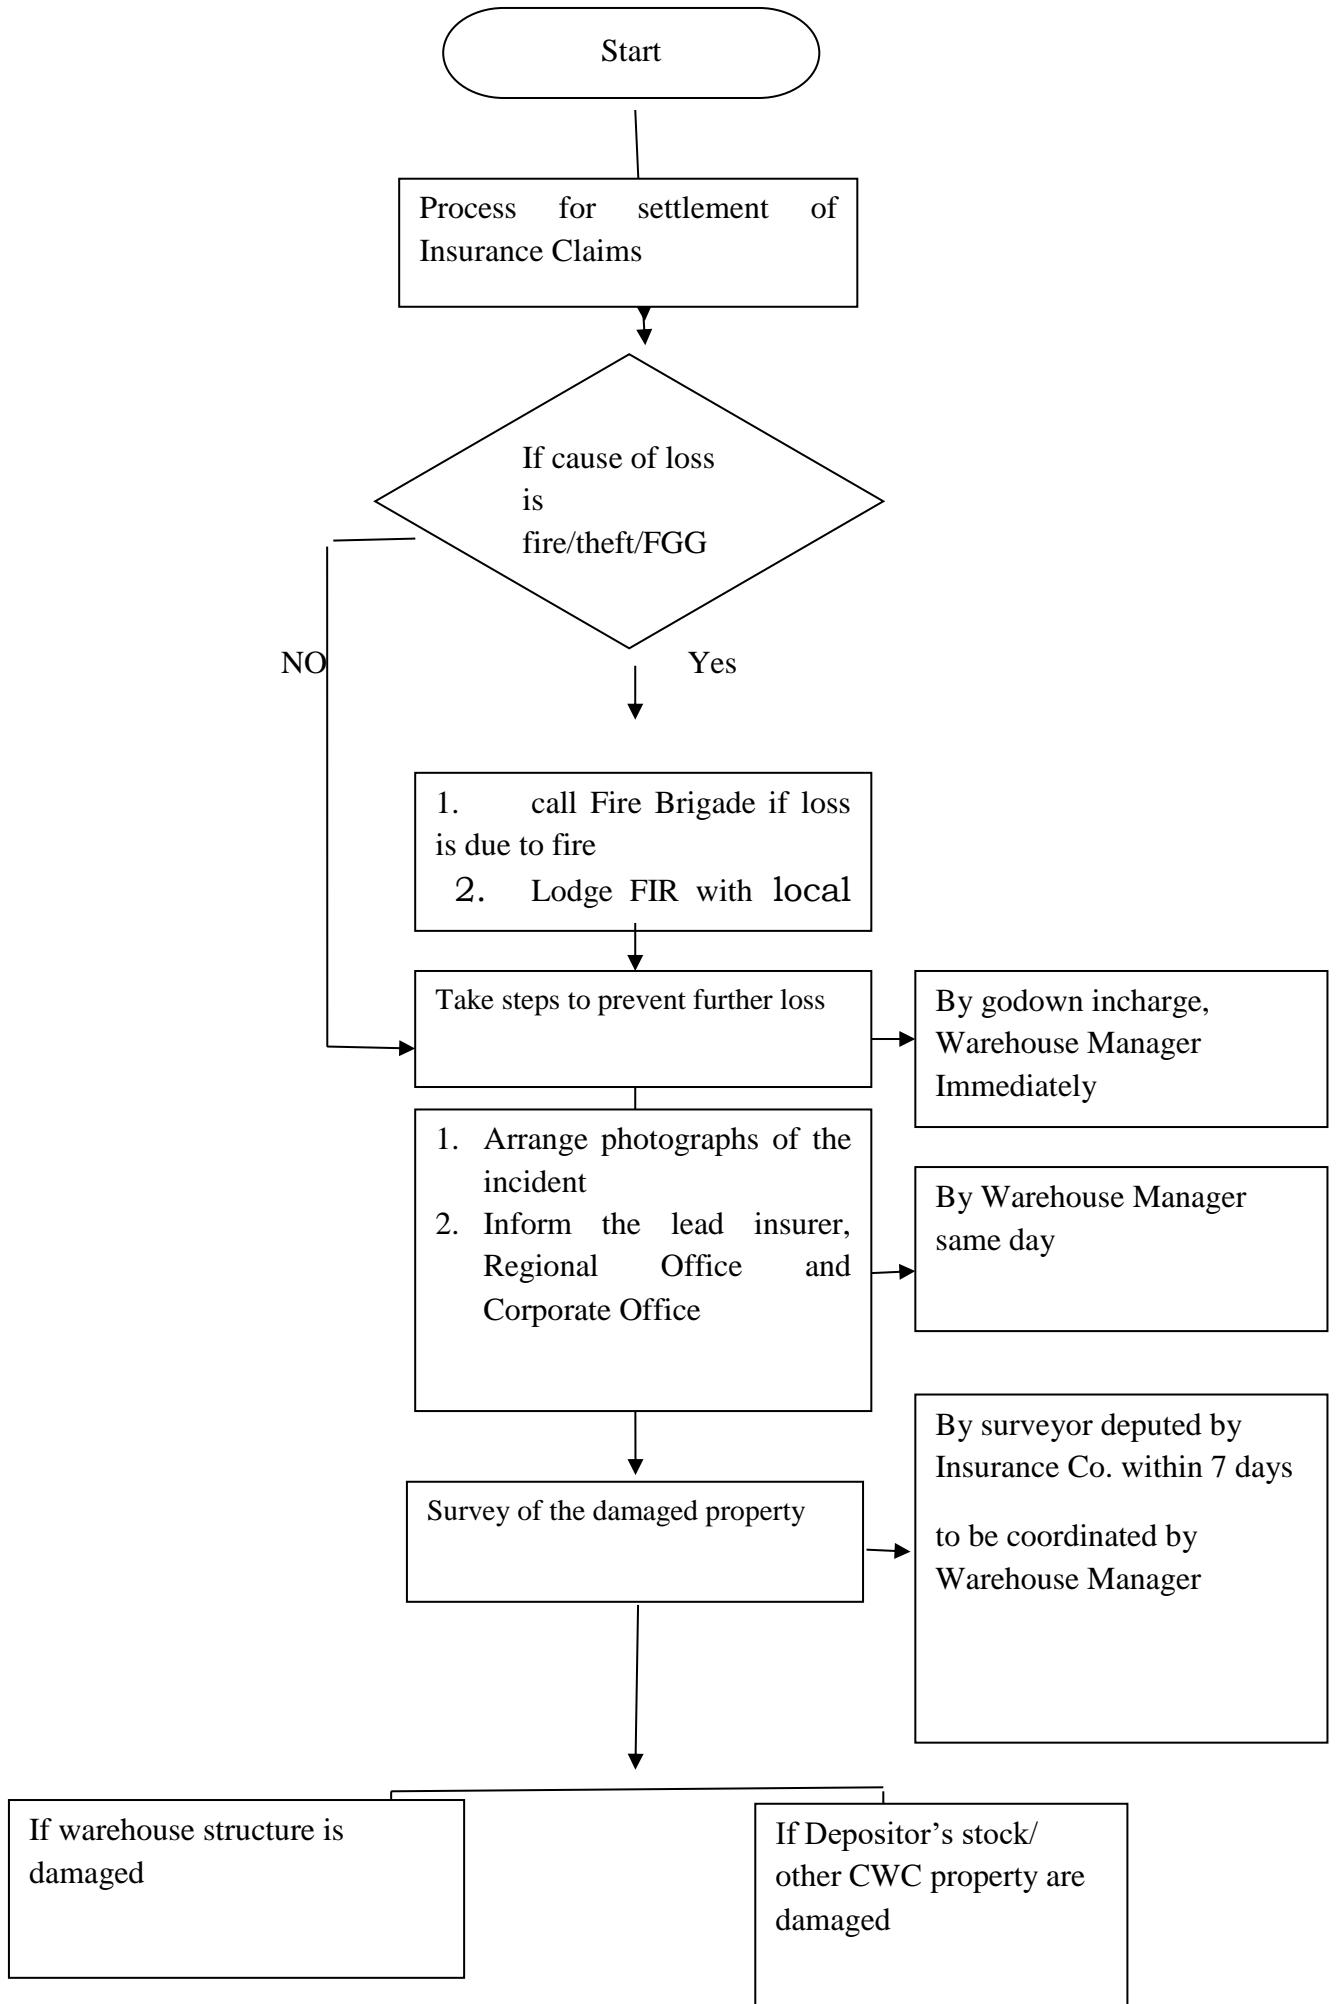 Start
Process for settlement of
Insurance Claims
If cause of loss
is
fire/theft/FGG
NO
Yes
1. call Fire Brigade if loss
is due to fire
2. Lodge FIR with local
Take steps to prevent further loss
By godown incharge,
Warehouse Manager
Immediately
1. Arrange photographs of the
incident
2. Inform the lead insurer,
Regional Office and
Corporate Office
By Warehouse Manager
same day
Survey of the damaged property
By surveyor deputed by
Insurance Co. within 7 days
to be coordinated by
Warehouse Manager
If warehouse structure is
damaged
If Depositor’s stock/
other CWC property are
damaged